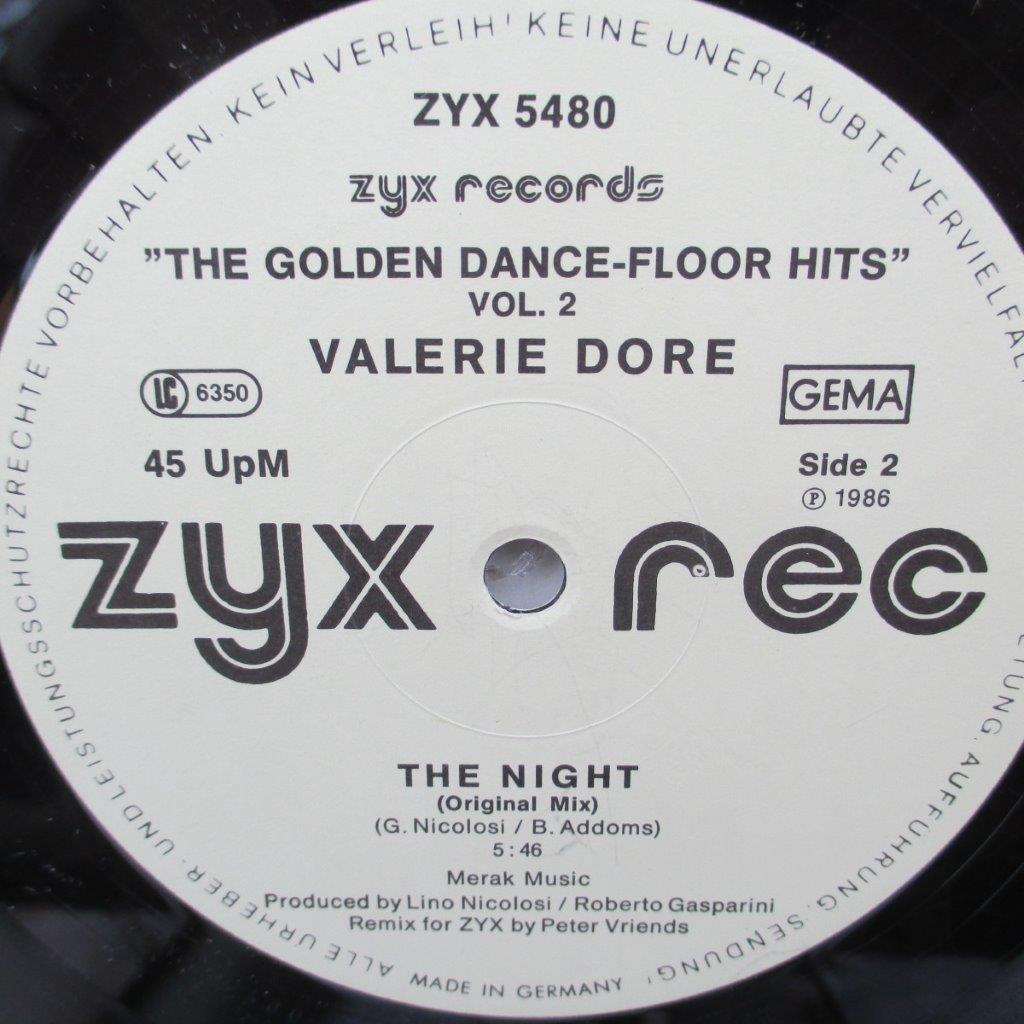 ALLE URHEBER- UND LEISTUNGSSCHUTZRECHTE VORBEHALTEN. KEIN VERLEIH! KEINE UNERLAUBTE VERVIELFÄL
TUNG. AUFFÜHRUNG. SENDUNG!
ZYX 5480
zyx records
"THE GOLDEN DANCE-FLOOR HITS"
VOL. 2
VALERIE DORE
LC 6350
GEMA
45 UpM
Side 2
Ⓟ 1986
zyx rec
THE NIGHT
(Original Mix)
(G. Nicolosi / B. Addoms)
5:46
Merak Music
Produced by Lino Nicolosi / Roberto Gasparini
Remix for ZYX by Peter Vriends
MADE IN GERMANY